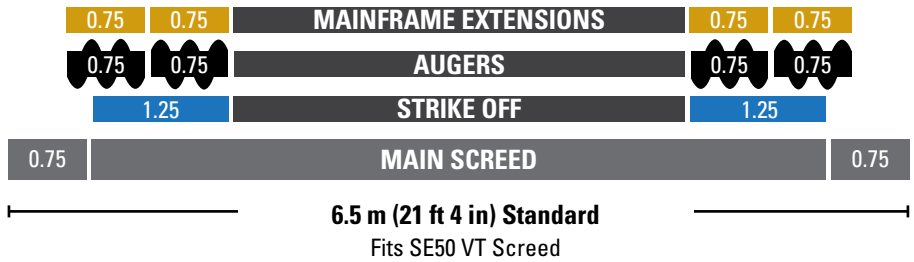 0.75 0.75 MAINFRAME EXTENSIONS 0.75 0.75
0.75 0.75 AUGERS 0.75 0.75
1.25 STRIKE OFF 1.25
0.75 MAIN SCREED 0.75
6.5 m (21 ft 4 in) Standard
Fits SE50 VT Screed